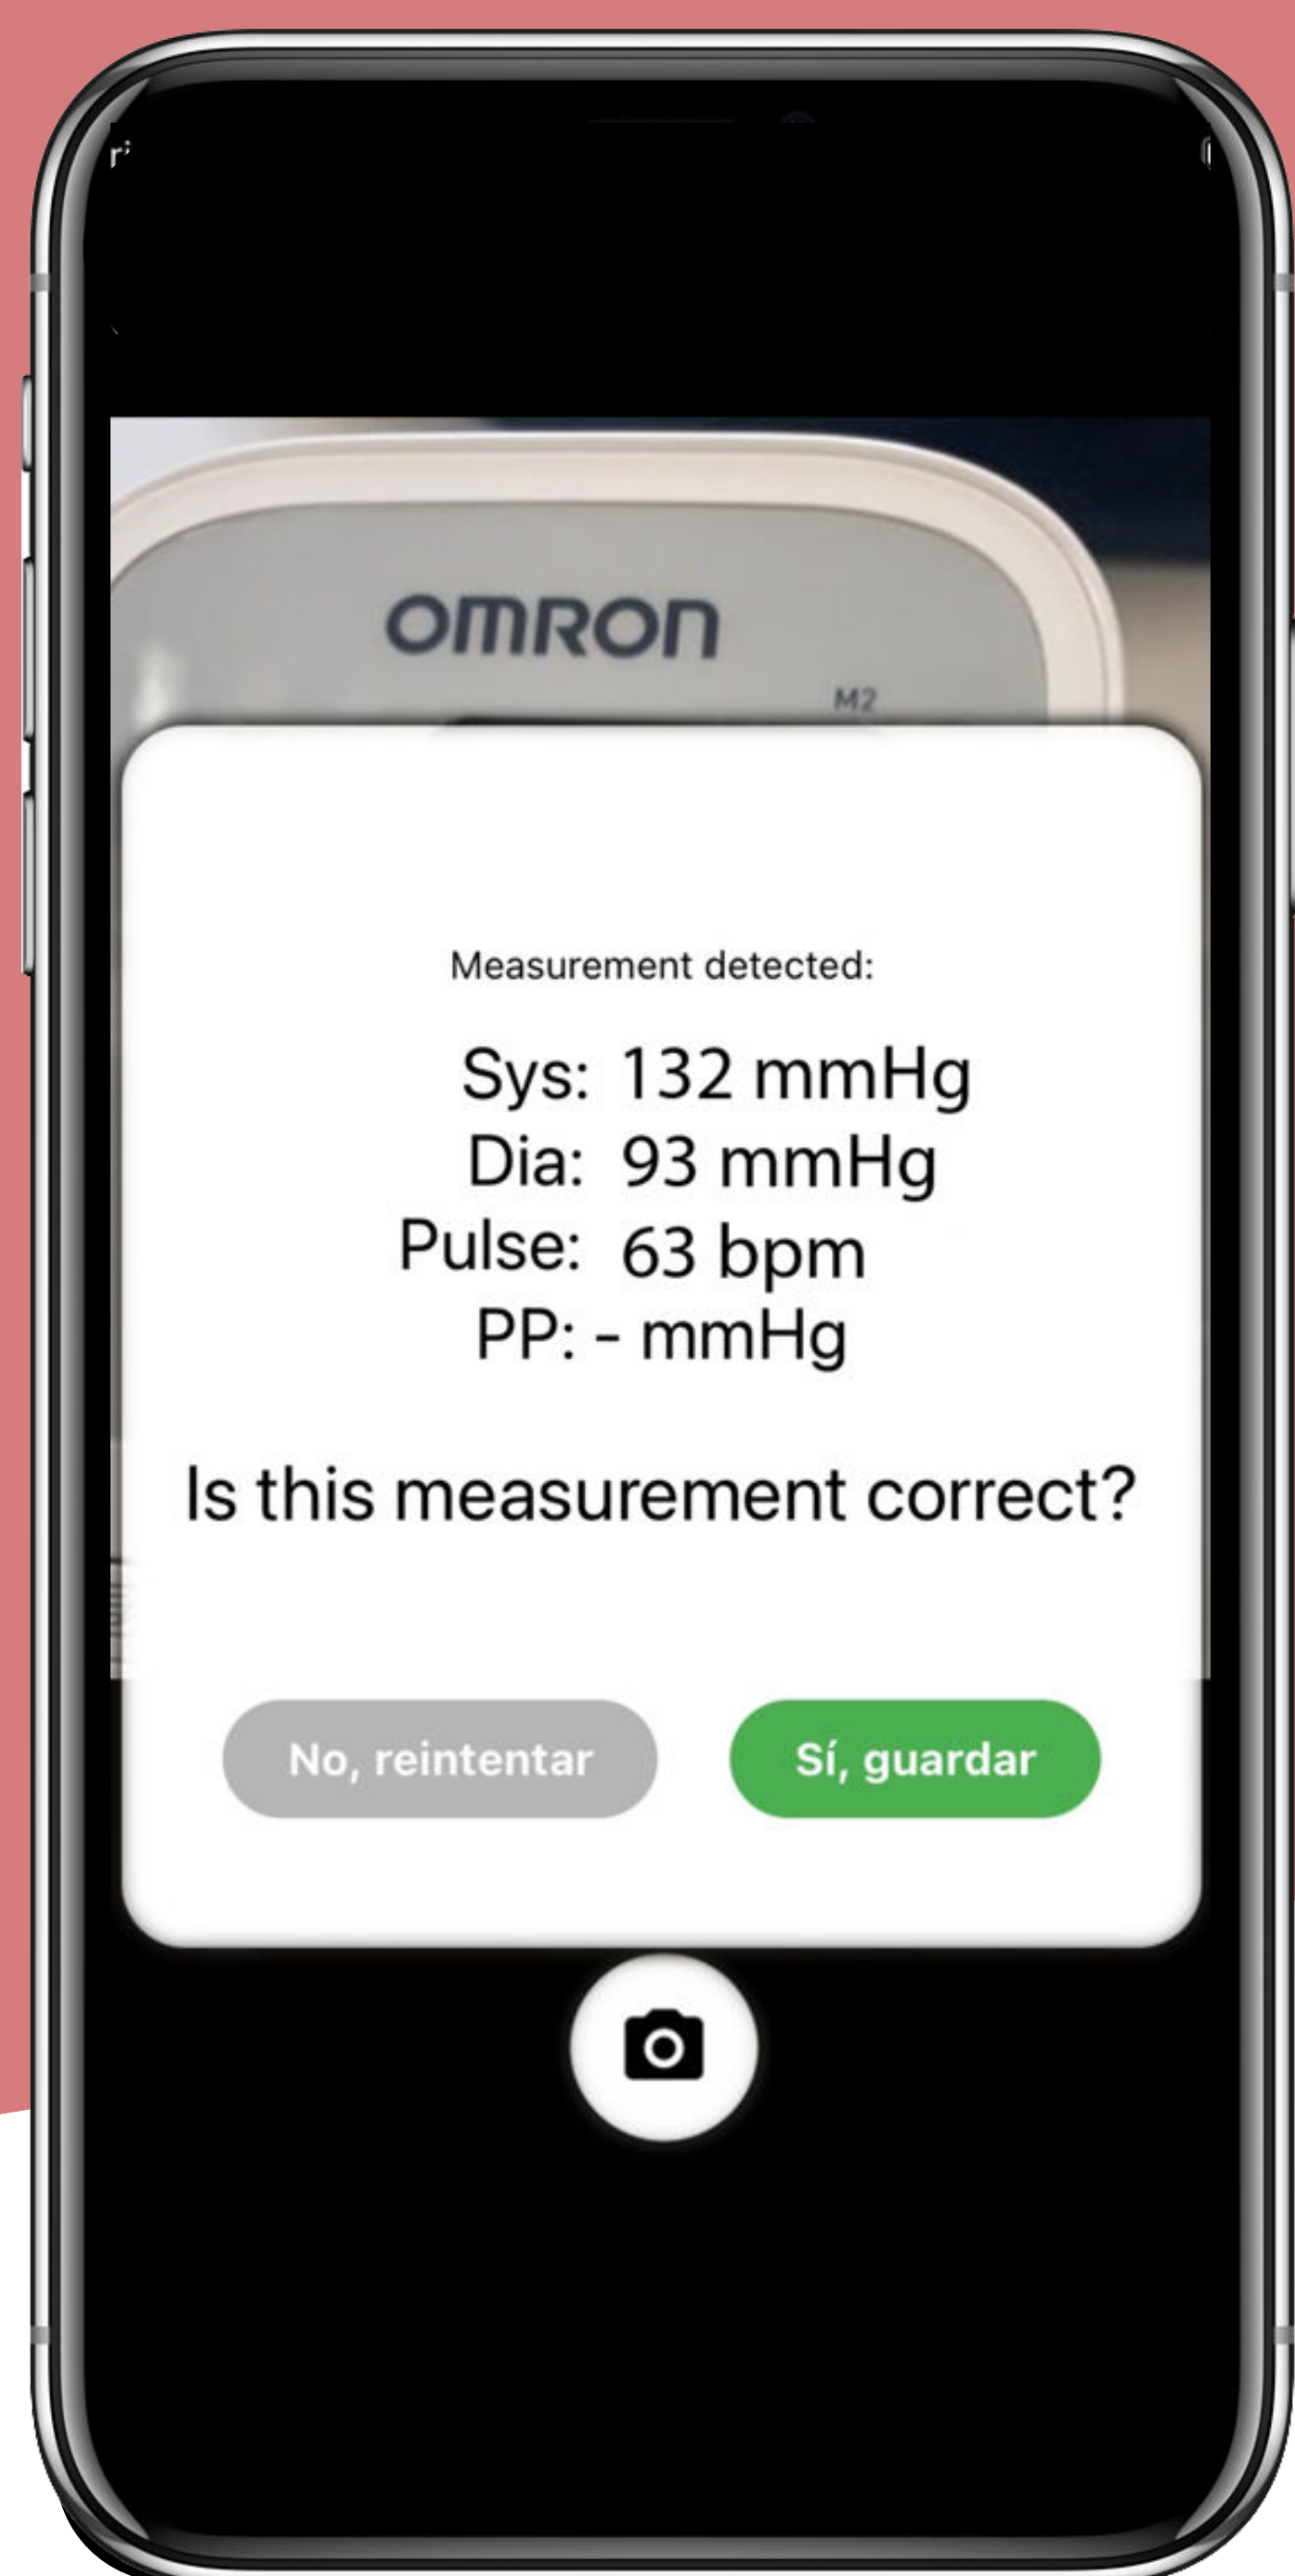 OMRON
M2
Measurement detected:
Sys: 132 mmHg
Dia: 93 mmHg
Pulse: 63 bpm
PP: - mmHg
Is this measurement correct?
No, reintentar
Sí, guardar